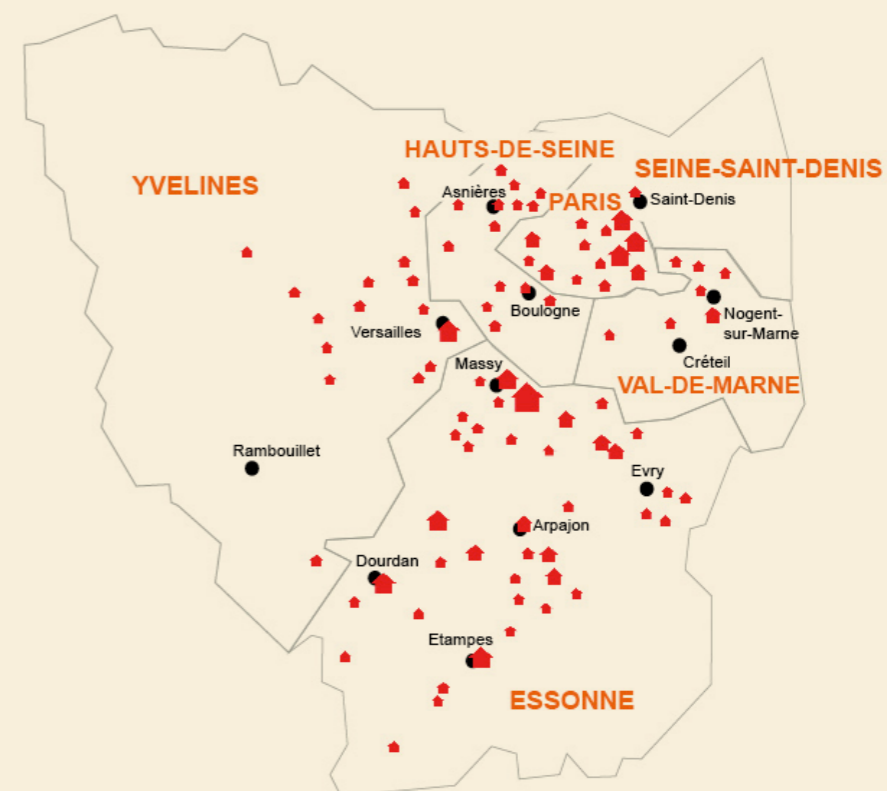 HAUTS-DE-SEINE
SEINE-SAINT-DENIS
YVELINES
Asnières
PARIS
Saint-Denis
Boulogne
Nogent-
sur-Marne
Versailles
Créteil
Massy
VAL-DE-MARNE
Rambouillet
Evry
Arpajon
Dourdan
Etampes
ESSONNE